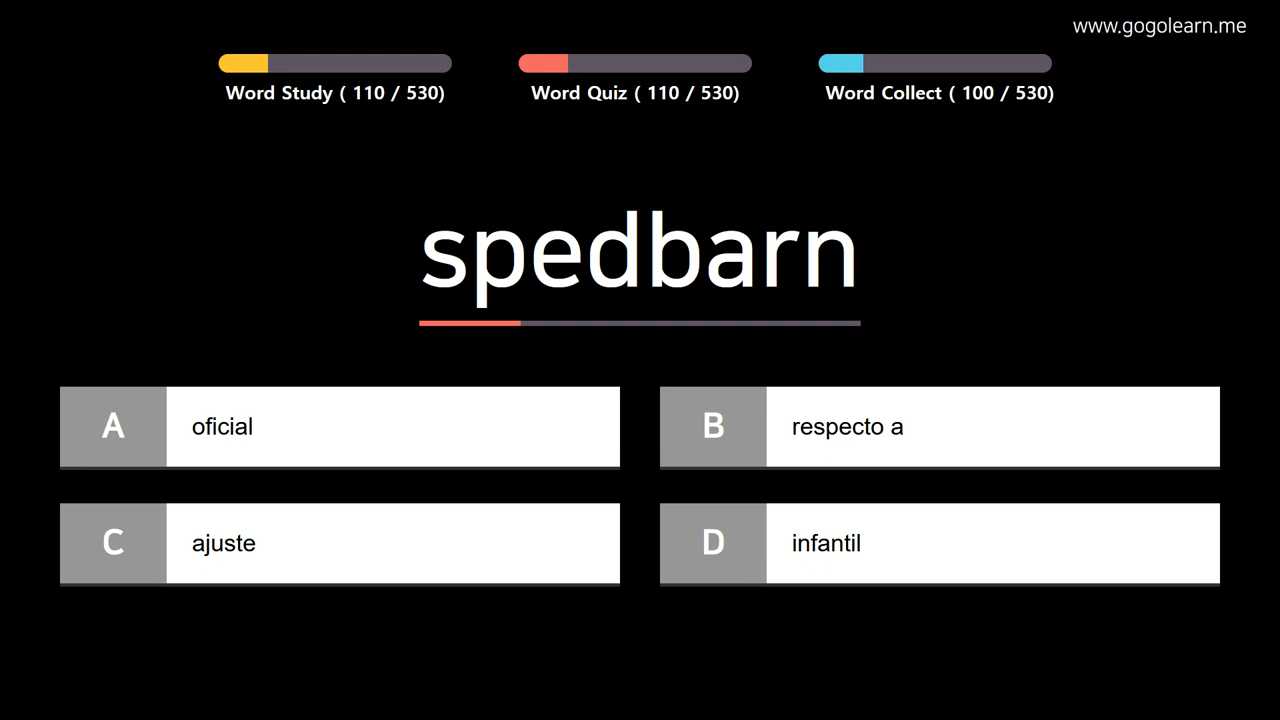 www.gogolearn.me
Word Study ( 110 / 530)
Word Quiz ( 110 / 530)
Word Collect ( 100 / 530)
spedbarn
A
oficial
B
respecto a
C
ajuste
D
infantil